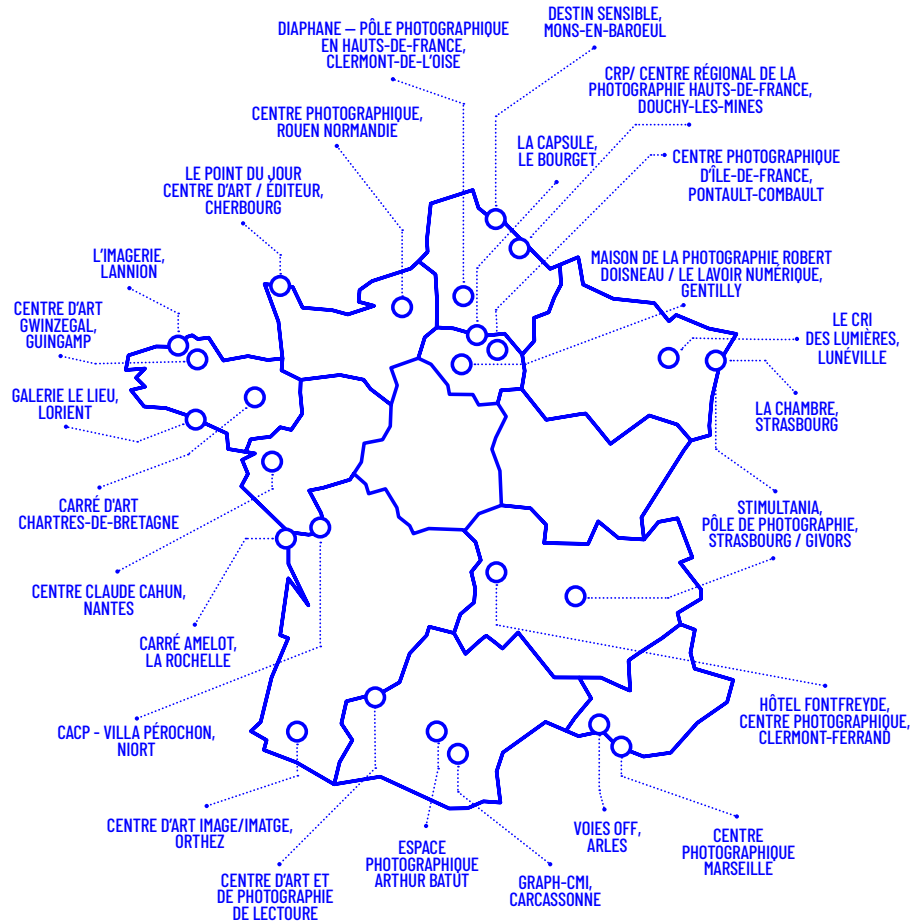 DESTIN SENSIBLE,
MONS-EN-BAROEUL
DIAPHANE – PÔLE PHOTOGRAPHIQUE
EN HAUTS-DE-FRANCE,
CLERMONT-DE-L'OISE
CRP/ CENTRE RÉGIONAL DE LA
PHOTOGRAPHIE HAUTS-DE-FRANCE,
DOUCHY-LES-MINES
CENTRE PHOTOGRAPHIQUE,
ROUEN NORMANDIE
LA CAPSULE,
LE BOURGET
CENTRE PHOTOGRAPHIQUE
D'ÎLE-DE-FRANCE,
PONTAULT-COMBAULT
LE POINT DU JOUR
CENTRE D'ART / ÉDITEUR,
CHERBOURG
L'IMAGERIE,
LANNION
MAISON DE LA PHOTOGRAPHIE ROBERT
DOISNEAU / LE LAVOIR NUMÉRIQUE,
GENTILLY
CENTRE D'ART
GWINZEGAL,
GUINGAMP
LE CRI
DES LUMIÈRES,
LUNÉVILLE
GALERIE LE LIEU,
LORIENT
LA CHAMBRE,
STRASBOURG
CARRÉ D'ART
CHARTRES-DE-BRETAGNE
STIMULTANIA,
PÔLE DE PHOTOGRAPHIE,
STRASBOURG / GIVORS
CENTRE CLAUDE CAHUN,
NANTES
CARRÉ AMELOT,
LA ROCHELLE
HÔTEL FONTFREYDE,
CENTRE PHOTOGRAPHIQUE,
CLERMONT-FERRAND
CACP - VILLA PÉROCHON,
NIORT
CENTRE D'ART IMAGE/IMATGE,
ORTHEZ
ESPACE
PHOTOGRAPHIQUE
ARTHUR BATUT
VOIES OFF,
ARLES
CENTRE
PHOTOGRAPHIQUE
MARSEILLE
CENTRE D'ART ET
DE PHOTOGRAPHIE
DE LECTOURE
GRAPH-CMI,
CARCASSONNE